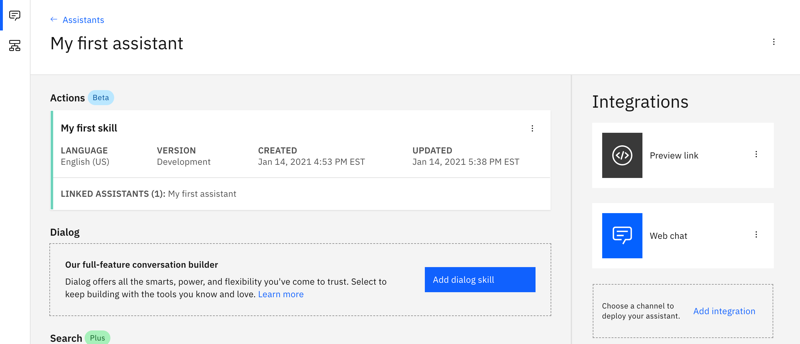 ← Assistants
My first assistant
Actions Beta
My first skill
LANGUAGE VERSION CREATED UPDATED
English (US) Development Jan 14, 2021 4:53 PM EST Jan 14, 2021 5:38 PM EST
LINKED ASSISTANTS (1): My first assistant
Dialog
Our full-feature conversation builder
Dialog offers all the smarts, power, and flexibility you've come to trust. Select to
keep building with the tools you know and love. Learn more
Add dialog skill
Search Plus
Integrations
Preview link
Web chat
Choose a channel to
deploy your assistant.
Add integration